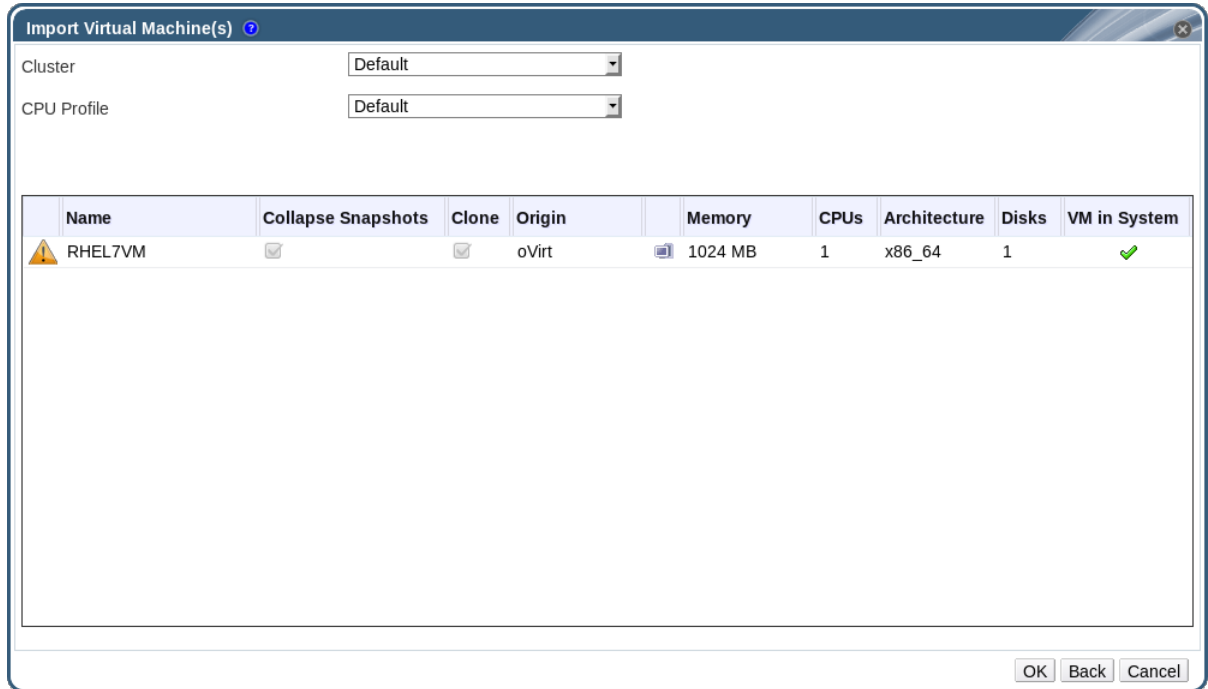 Import Virtual Machine(s) ?
Cluster Default
CPU Profile Default
Name Collapse Snapshots Clone Origin Memory CPUs Architecture Disks VM in System
RHEL7VM oVirt 1024 MB 1 x86_64 1
OK Back Cancel